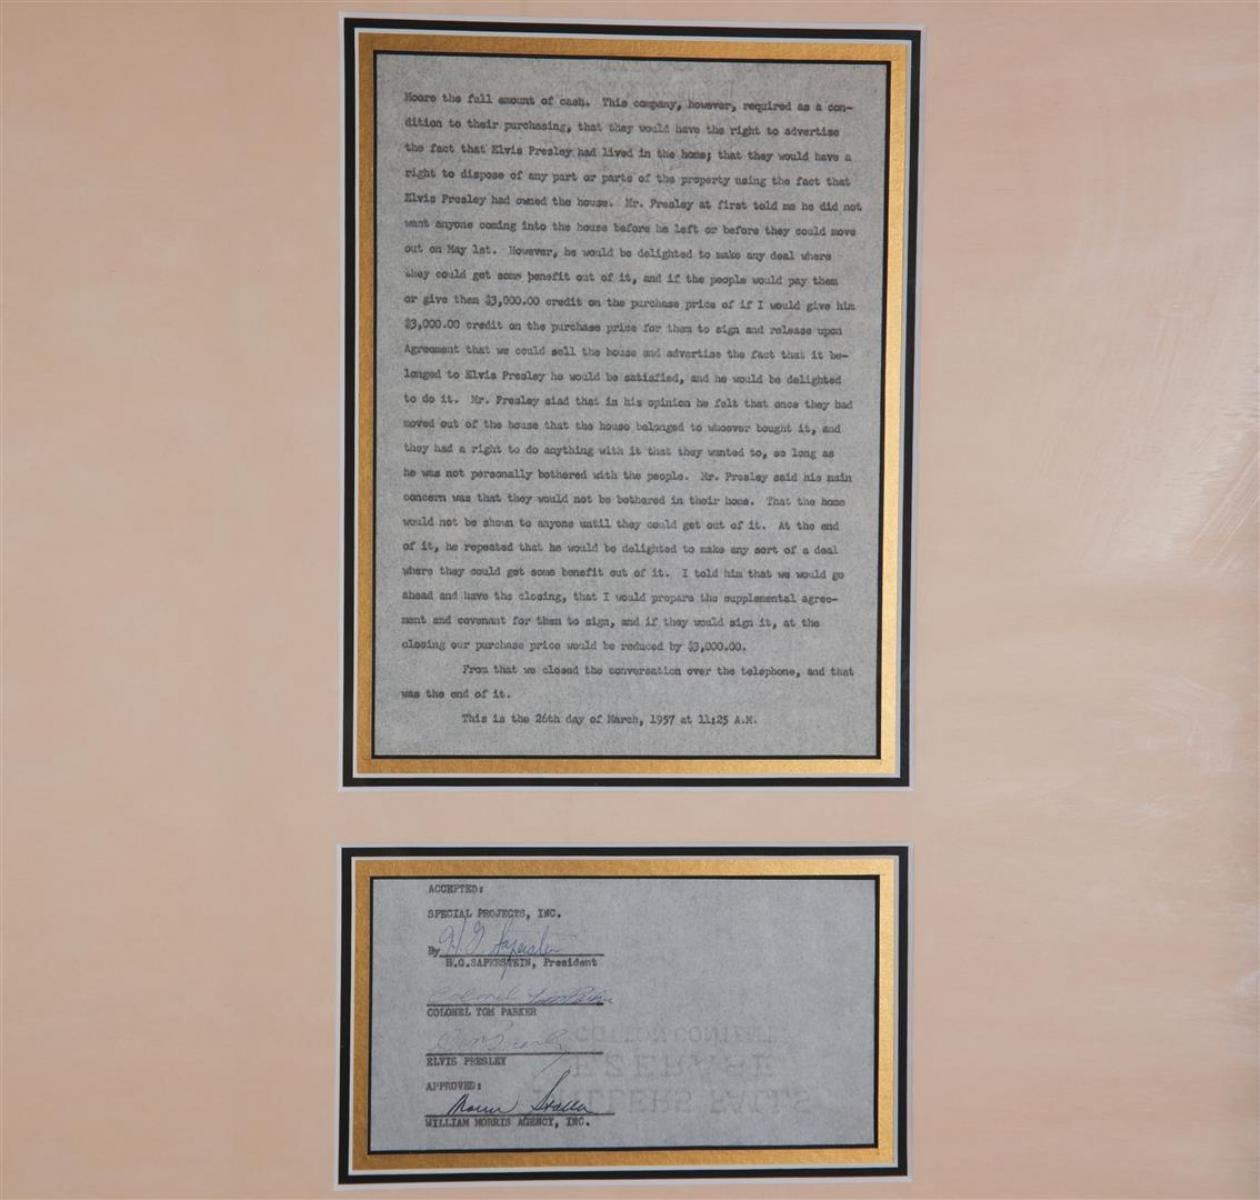 Moore the full amount of cash. This company, however, required as a con-
dition to their purchasing, that they would have the right to advertise
the fact that Elvis Presley had lived in the home; that they would have a
right to dispose of any part or parts of the property using the fact that
Elvis Presley had owned the house. Mr. Presley at first told me he did not
want anyone coming into the house before he left or before they could move
out on May 1st. However, he would be delighted to make any deal where
they could get some benefit out of it, and if the people would pay them
or give them $3,000.00 credit on the purchase price of if I would give him
$3,000.00 credit on the purchase price for them to sign and release upon
Agreement that we could sell the house and advertise the fact that it be-
longed to Elvis Presley he would be satisfied, and he would be delighted
to do it. Mr. Presley siad that in his opinion he felt that once they had
moved out of the house that the house belonged to whoever bought it, and
they had a right to do anything with it that they wanted to, so long as
he was not personally bothered with the people. Mr. Presley said his main
concern was that they would not be bothered in their home. That the home
would not be shown to anyone until they could get out of it. At the end
of it, he repeated that he would be delighted to make any sort of a deal
where they could get some benefit out of it. I told him that we would go
ahead and have the closing, that I would prepare the supplemental agree-
ment and covenant for them to sign, and if they would sign it, at the
closing our purchase price would be reduced by $3,000.00.
From that we closed the conversation over the telephone, and that
was the end of it.
This is the 26th day of March, 1957 at 11:25 A.M.
ACCEPTED:
SPECIAL PROJECTS, INC.
By H G Saperstein
H.G.SAPERSTEIN, President
Colonel Tom Parker
COLONEL TOM PARKER
Elvis Presley
ELVIS PRESLEY
APPROVED:
WILLIAM MORRIS AGENCY, INC.
COTTON CONTENT
EZERASE
LLERS FALLS